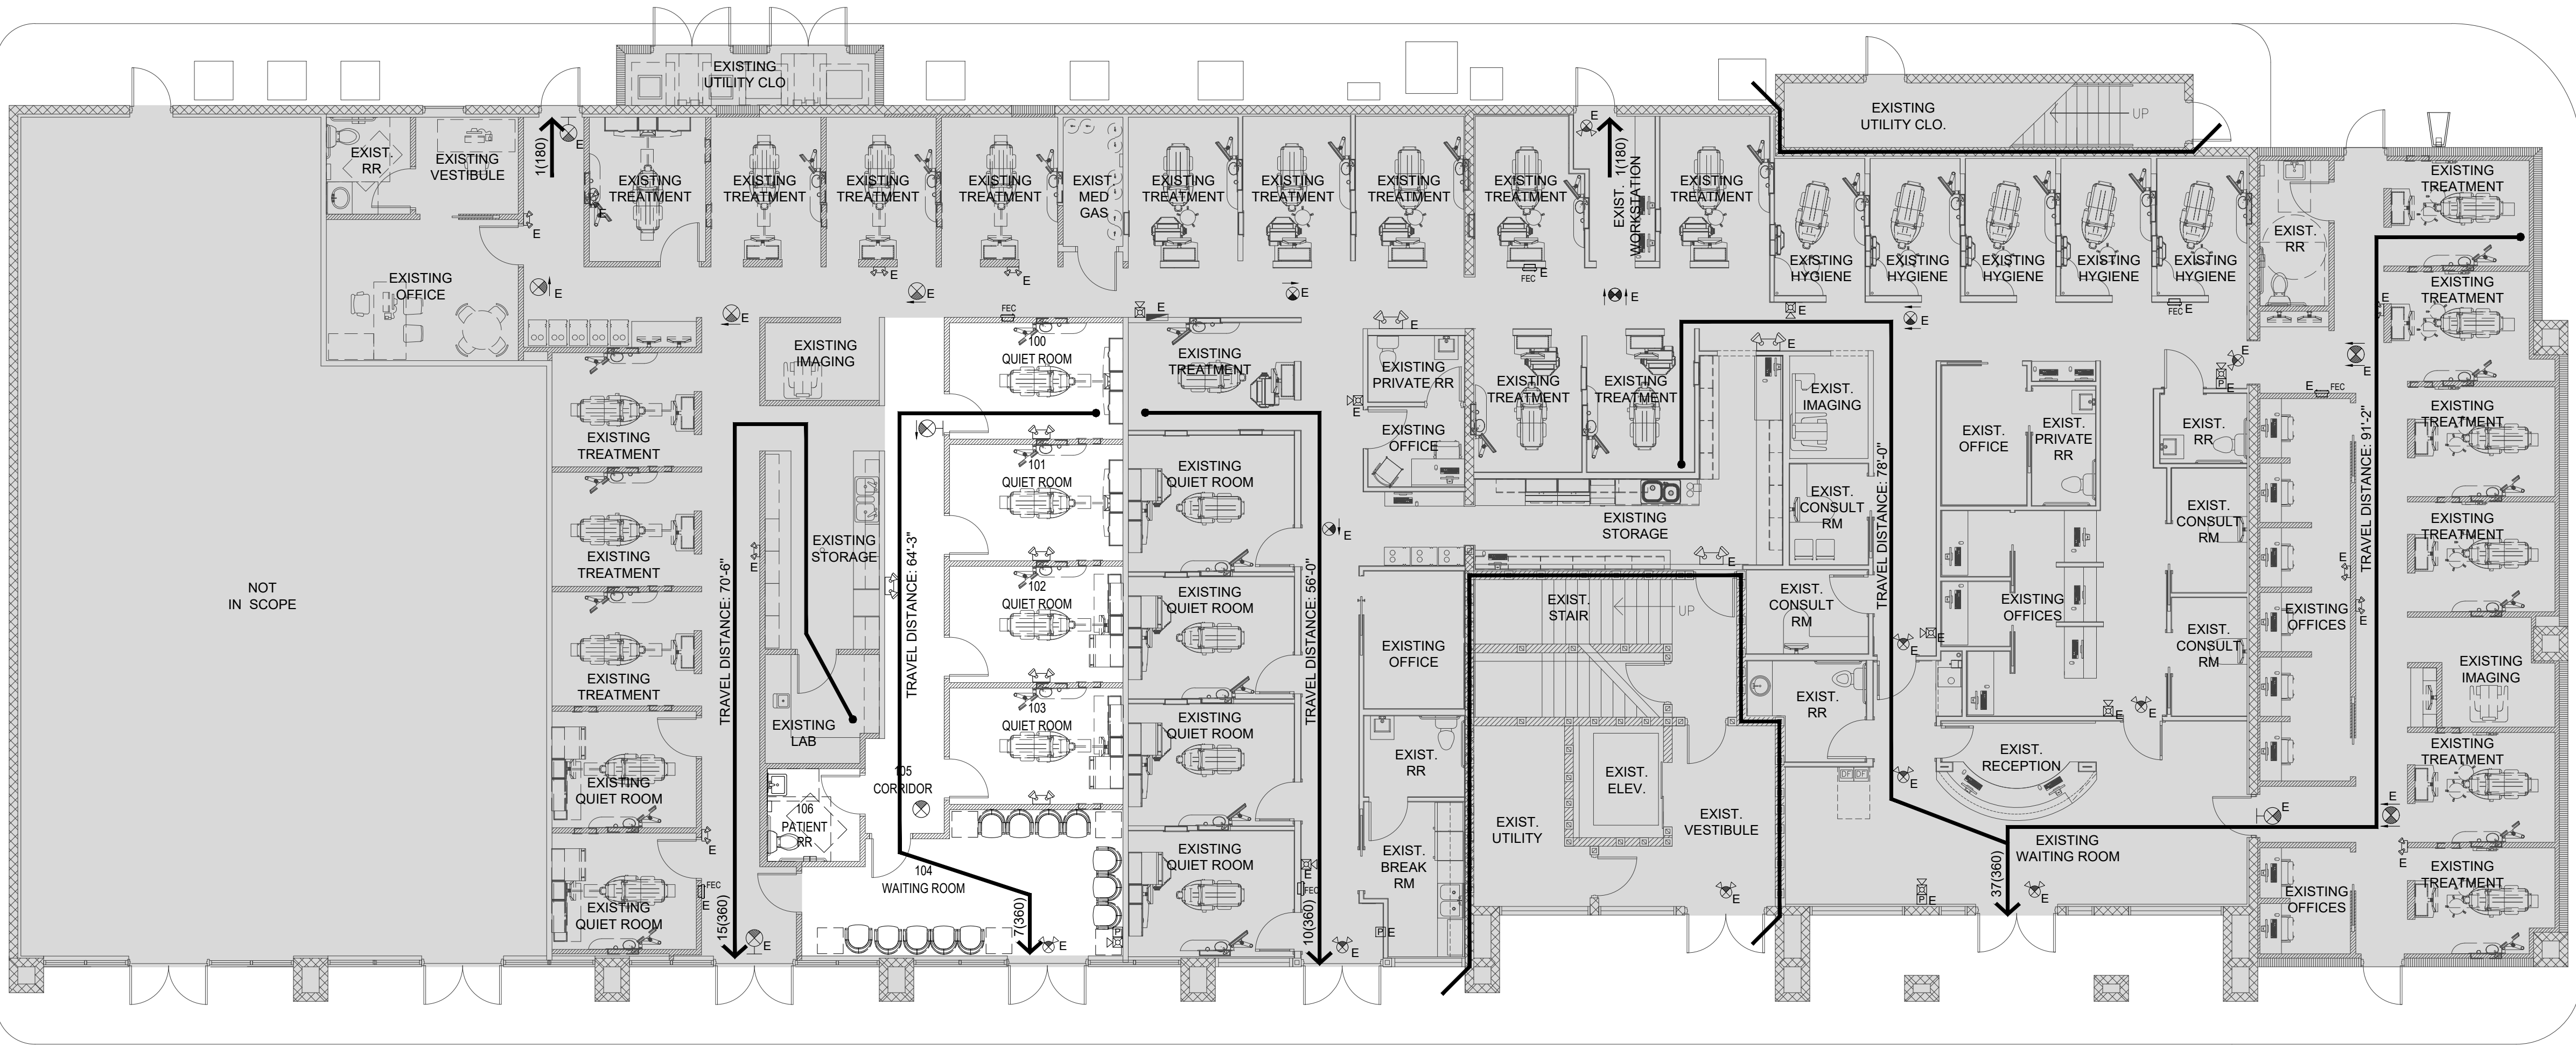 EXISTING
UTILITY CLO
EXISTING
UTILITY CLO.
UP
EXIST.
RR
EXISTING
VESTIBULE
1(180)
E
EXISTING
TREATMENT
EXISTING
TREATMENT
EXISTING
TREATMENT
EXISTING
TREATMENT
EXIST.
MED
GAS
EXISTING
TREATMENT
EXISTING
TREATMENT
EXISTING
TREATMENT
EXISTING
TREATMENT
E
1(180)
EXIST.
WORKSTATION
EXISTING
TREATMENT
EXISTING
HYGIENE
EXISTING
HYGIENE
EXISTING
HYGIENE
EXISTING
HYGIENE
EXISTING
HYGIENE
EXIST.
RR
EXISTING
TREATMENT
EXISTING
TREATMENT
E
E
E
E
E
FEC
E
FEC
E
EXISTING
OFFICE
E
E
E
FEC
E
E
E
E
E
E
E
E
E
EXISTING
IMAGING
100
QUIET ROOM
EXISTING
TREATMENT
EXISTING
PRIVATE RR
EXISTING
TREATMENT
EXISTING
TREATMENT
EXIST.
IMAGING
EXIST.
OFFICE
EXIST.
PRIVATE
RR
EXIST.
RR
P
E
E
FEC
EXISTING
TREATMENT
EXISTING
TREATMENT
E
EXISTING
OFFICE
TRAVEL DISTANCE: 78'-0"
TRAVEL DISTANCE: 91'-2"
101
QUIET ROOM
EXISTING
QUIET ROOM
EXIST.
CONSULT
RM
EXIST.
CONSULT
RM
EXISTING
TREATMENT
EXISTING
TREATMENT
E
EXISTING
STORAGE
EXISTING
STORAGE
E
TRAVEL DISTANCE: 70'-6"
TRAVEL DISTANCE: 64'-3"
TRAVEL DISTANCE: 56'-0"
E
NOT
IN SCOPE
102
QUIET ROOM
EXISTING
QUIET ROOM
EXIST.
STAIR
UP
EXIST.
CONSULT
RM
EXISTING
OFFICES
EXISTING
OFFICES
E
E
EXISTING
TREATMENT
EXISTING
OFFICE
E
E
EXIST.
CONSULT
RM
EXISTING
IMAGING
103
QUIET ROOM
EXISTING
QUIET ROOM
EXISTING
LAB
EXIST.
RR
E
E
EXIST.
RR
EXIST.
RECEPTION
EXISTING
TREATMENT
105
CORRIDOR
EXIST.
ELEV.
E
EXISTING
QUIET ROOM
106
PATIENT
RR
EXIST.
UTILITY
EXIST.
VESTIBULE
DF
DF
E
E
E
E
EXISTING
WAITING ROOM
E
104
WAITING ROOM
EXISTING
QUIET ROOM
EXIST.
BREAK
RM
E
FEC
37(360)
E
EXISTING
TREATMENT
EXISTING
OFFICES
FEC
E
EXISTING
QUIET ROOM
15(360)
E
7(360)
E
P
10(360)
E
P
E
E
P
E
E